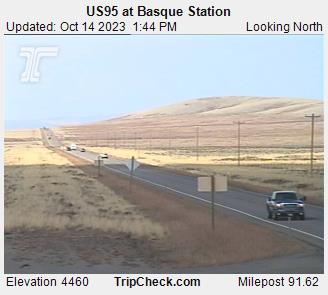 US95 at Basque Station
Updated: Oct 14 2023 1:44 PM Looking North
Elevation 4460 TripCheck.com Milepost 91.62